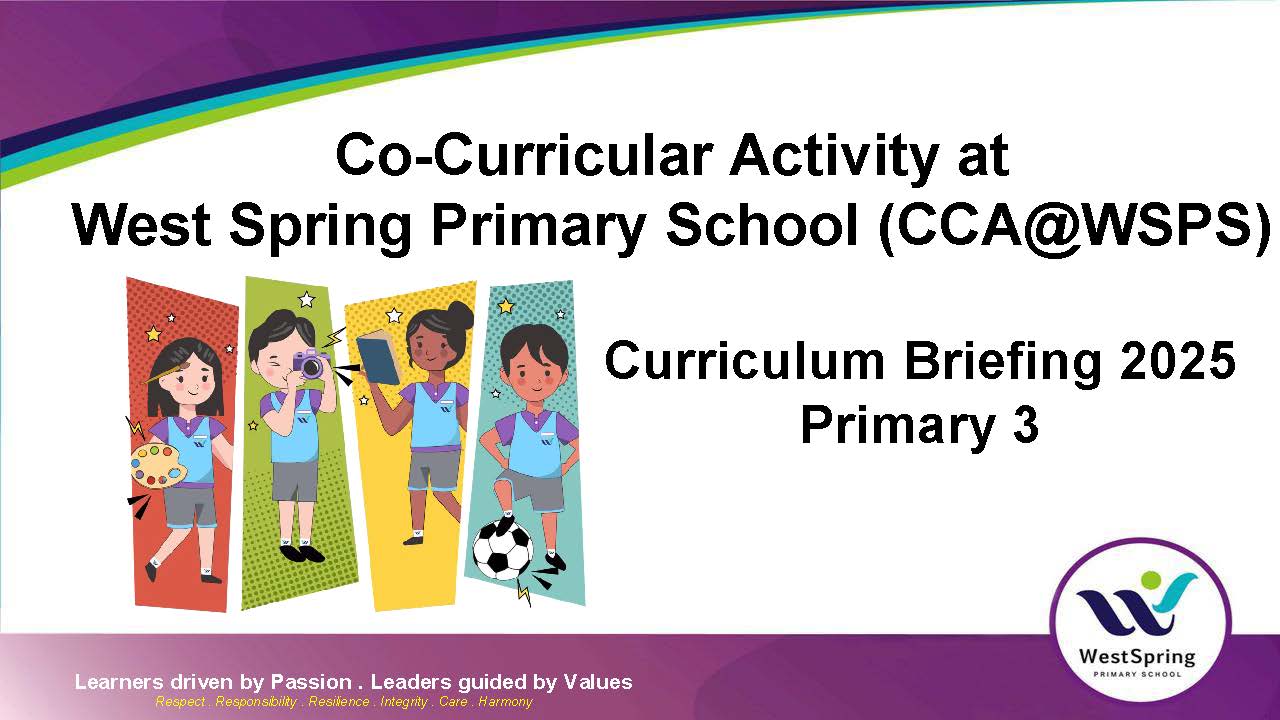 Co-Curricular Activity at
West Spring Primary School (CCA@WSPS)
Curriculum Briefing 2025
Primary 3
WestSpring
PRIMARY SCHOOL
Learners driven by Passion . Leaders guided by Values
Respect . Responsibility . Resilience . Integrity . Care . Harmony